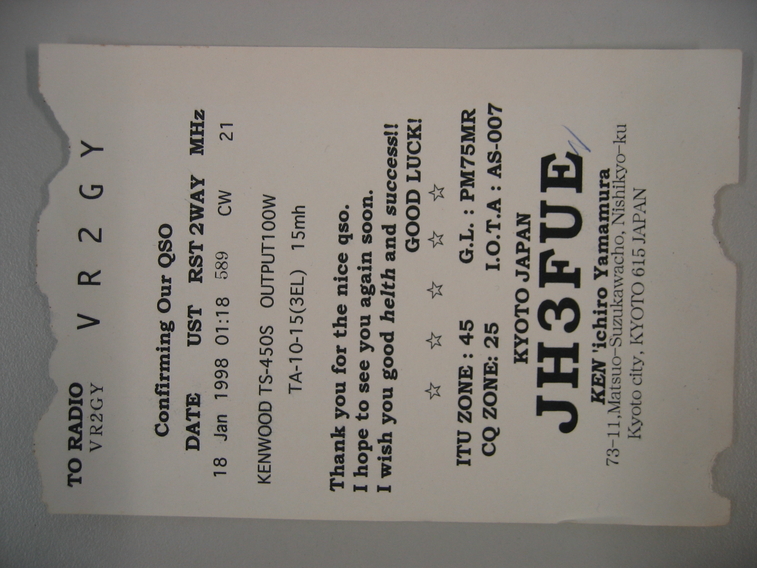 TO RADIO
VR2GY V R 2 G Y
Confirming Our QSO
DATE UST RST 2WAY MHz
18 Jan 1998 01:18 589 CW 21
KENWOOD TS-450S OUTPUT100W
TA-10-15(3EL) 15mh
Thank you for the nice qso.
I hope to see you again soon.
I wish you good helth and success!!
GOOD LUCK!
☆ ☆ ☆ ☆ ☆
ITU ZONE : 45 G.L. : PM75MR
CQ ZONE: 25 I.O.T.A : AS-007
KYOTO JAPAN
JH3FUE
KEN'ichiro Yamamura
73-11,Matsuo-Suzukawacho, Nishikyo-ku
Kyoto city, KYOTO 615 JAPAN